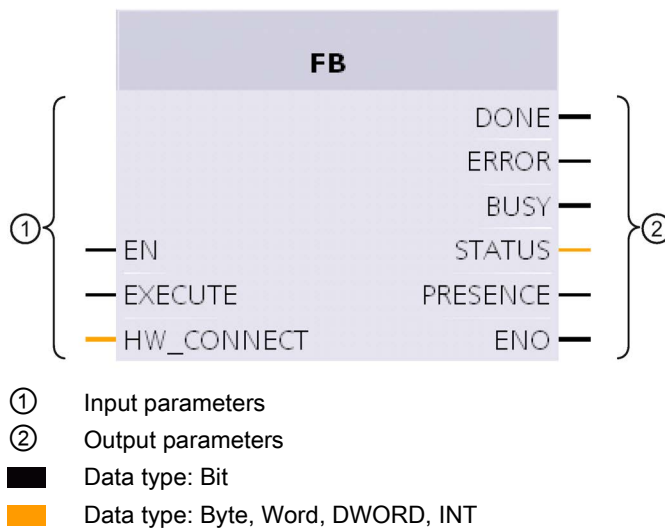 FB
DONE
ERROR
BUSY
EN STATUS
EXECUTE PRESENCE
HW_CONNECT ENO
① ②
① Input parameters
② Output parameters
Data type: Bit
Data type: Byte, Word, DWORD, INT